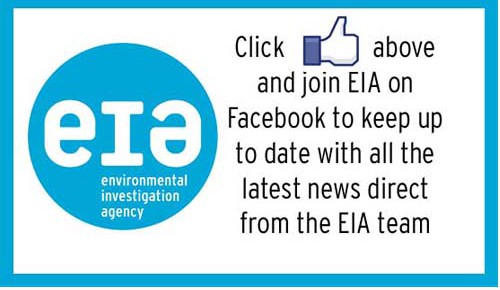 eia
environmental
investigation
agency
Click above
and join EIA on
Facebook to keep up
to date with all the
latest news direct
from the EIA team